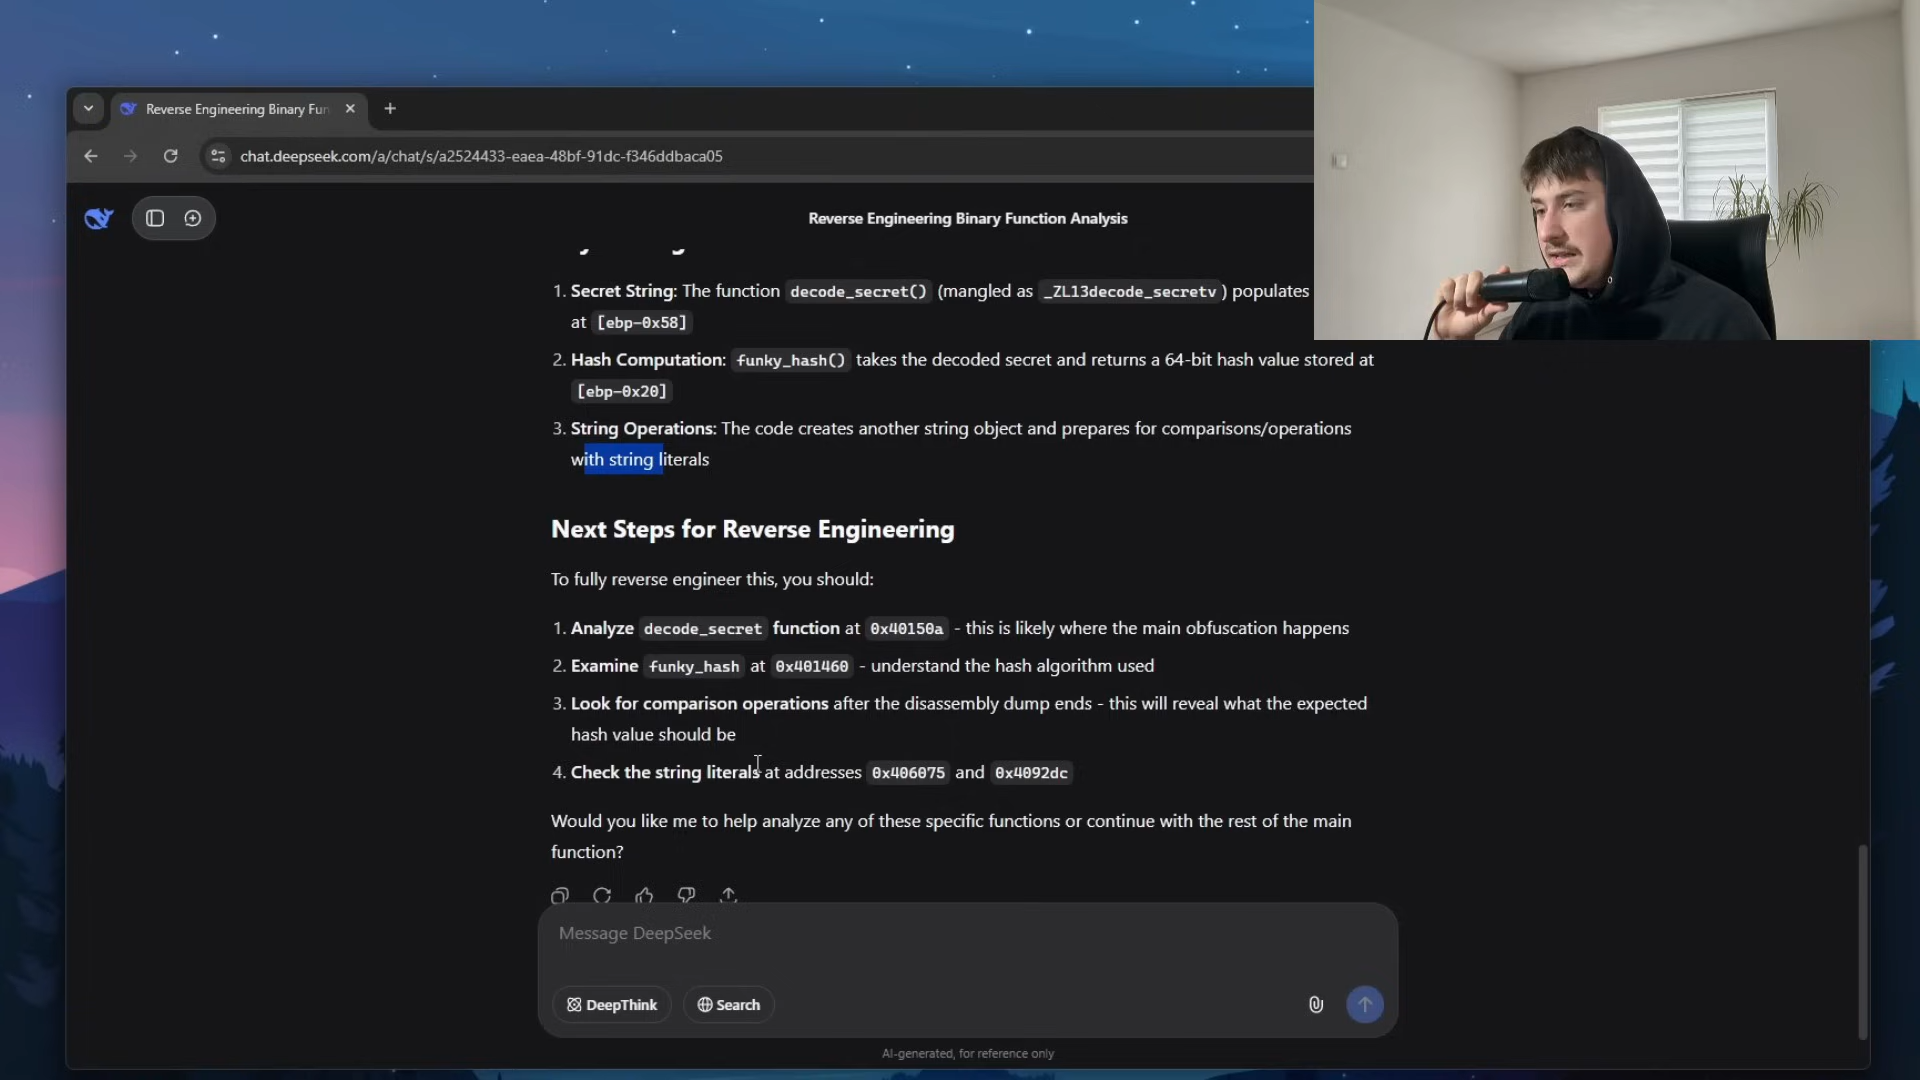 Reverse Engineering Binary Fun
chat.deepseek.com/a/chat/s/a2524433-eaea-48bf-91dc-f346ddbaca05
Reverse Engineering Binary Function Analysis
1. Secret String: The function decode_secret() (mangled as _ZL13decode_secretv) populates
at [ebp-0x58]
2. Hash Computation: funky_hash() takes the decoded secret and returns a 64-bit hash value stored at
[ebp-0x20]
3. String Operations: The code creates another string object and prepares for comparisons/operations
with string literals
Next Steps for Reverse Engineering
To fully reverse engineer this, you should:
1. Analyze decode_secret function at 0x40150a - this is likely where the main obfuscation happens
2. Examine funky_hash at 0x401460 - understand the hash algorithm used
3. Look for comparison operations after the disassembly dump ends - this will reveal what the expected
hash value should be
4. Check the string literals at addresses 0x406075 and 0x4092dc
Would you like me to help analyze any of these specific functions or continue with the rest of the main
function?
Message DeepSeek
DeepThink
Search
AI-generated, for reference only